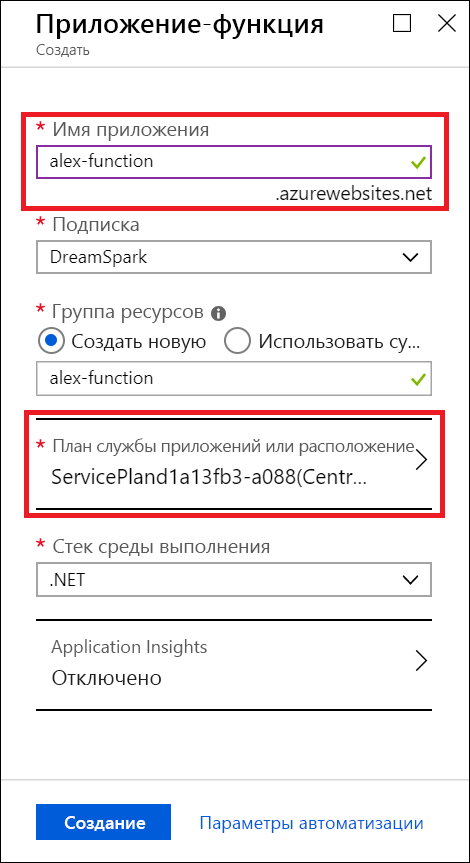 Приложение-функция
Создать
* Имя приложения
alex-function
.azurewebsites.net
* Подписка
DreamSpark
* Группа ресурсов
Создать новую Использовать су...
alex-function
* План службы приложений или расположение
ServicePland1a13fb3-a088(Centr...
* Стек среды выполнения
.NET
Application Insights
Отключено
Создание Параметры автоматизации